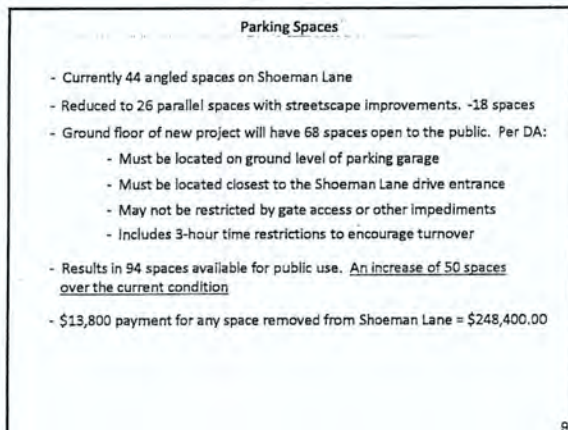 Parking Spaces
- Currently 44 angled spaces on Shoeman Lane
- Reduced to 26 parallel spaces with streetscape improvements. -18 spaces
- Ground floor of new project will have 68 spaces open to the public. Per DA:
- Must be located on ground level of parking garage
- Must be located closest to the Shoeman Lane drive entrance
- May not be restricted by gate access or other impediments
- Includes 3-hour time restrictions to encourage turnover
- Results in 94 spaces available for public use. An increase of 50 spaces
over the current condition
- $13,800 payment for any space removed from Shoeman Lane = $248,400.00
9